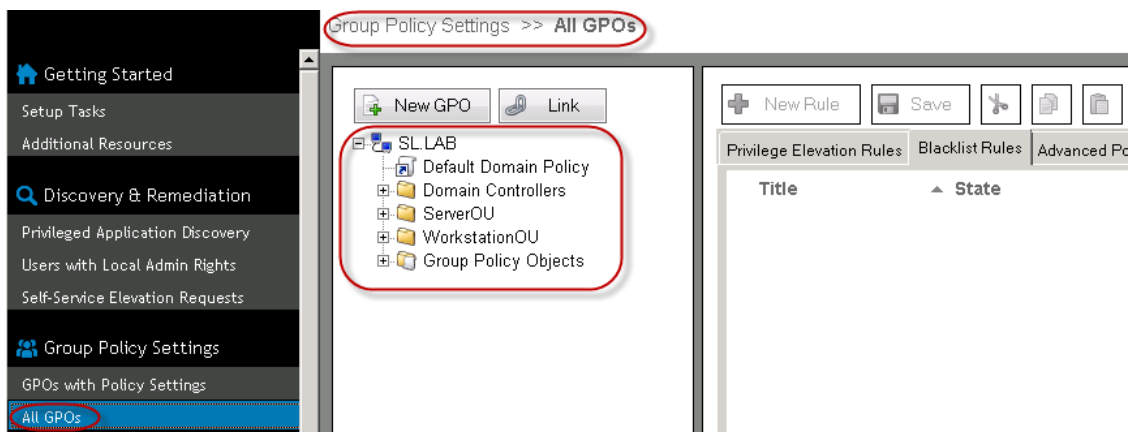 Group Policy Settings >> All GPOs
Getting Started
Setup Tasks
Additional Resources
Discovery & Remediation
Privileged Application Discovery
Users with Local Admin Rights
Self-Service Elevation Requests
Group Policy Settings
GPOs with Policy Settings
All GPOs
New GPO
Link
SL.LAB
Default Domain Policy
Domain Controllers
ServerOU
WorkstationOU
Group Policy Objects
New Rule
Save
Privilege Elevation Rules
Blacklist Rules
Advanced Po
Title
State